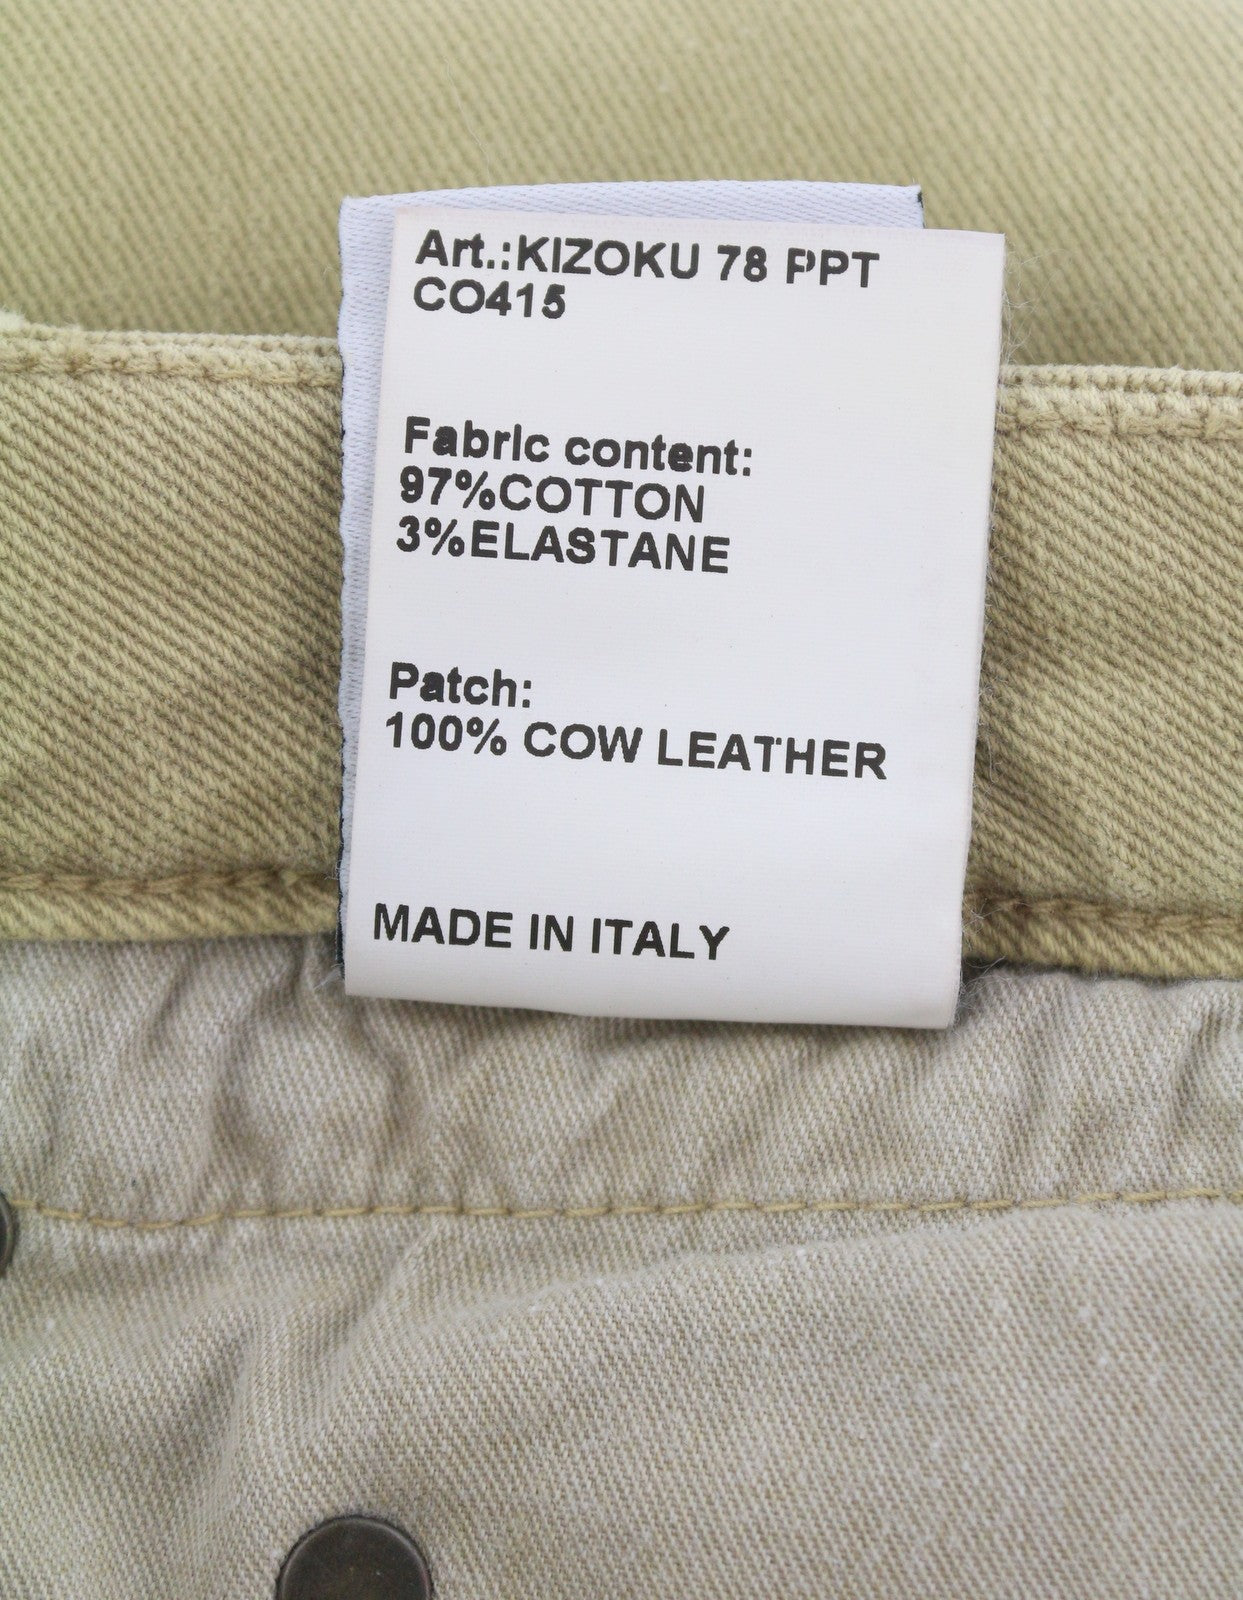 Art.:KIZOKU 78 PPT
CO415
Fabric content:
97%COTTON
3%ELASTANE
Patch:
100% COW LEATHER
MADE IN ITALY